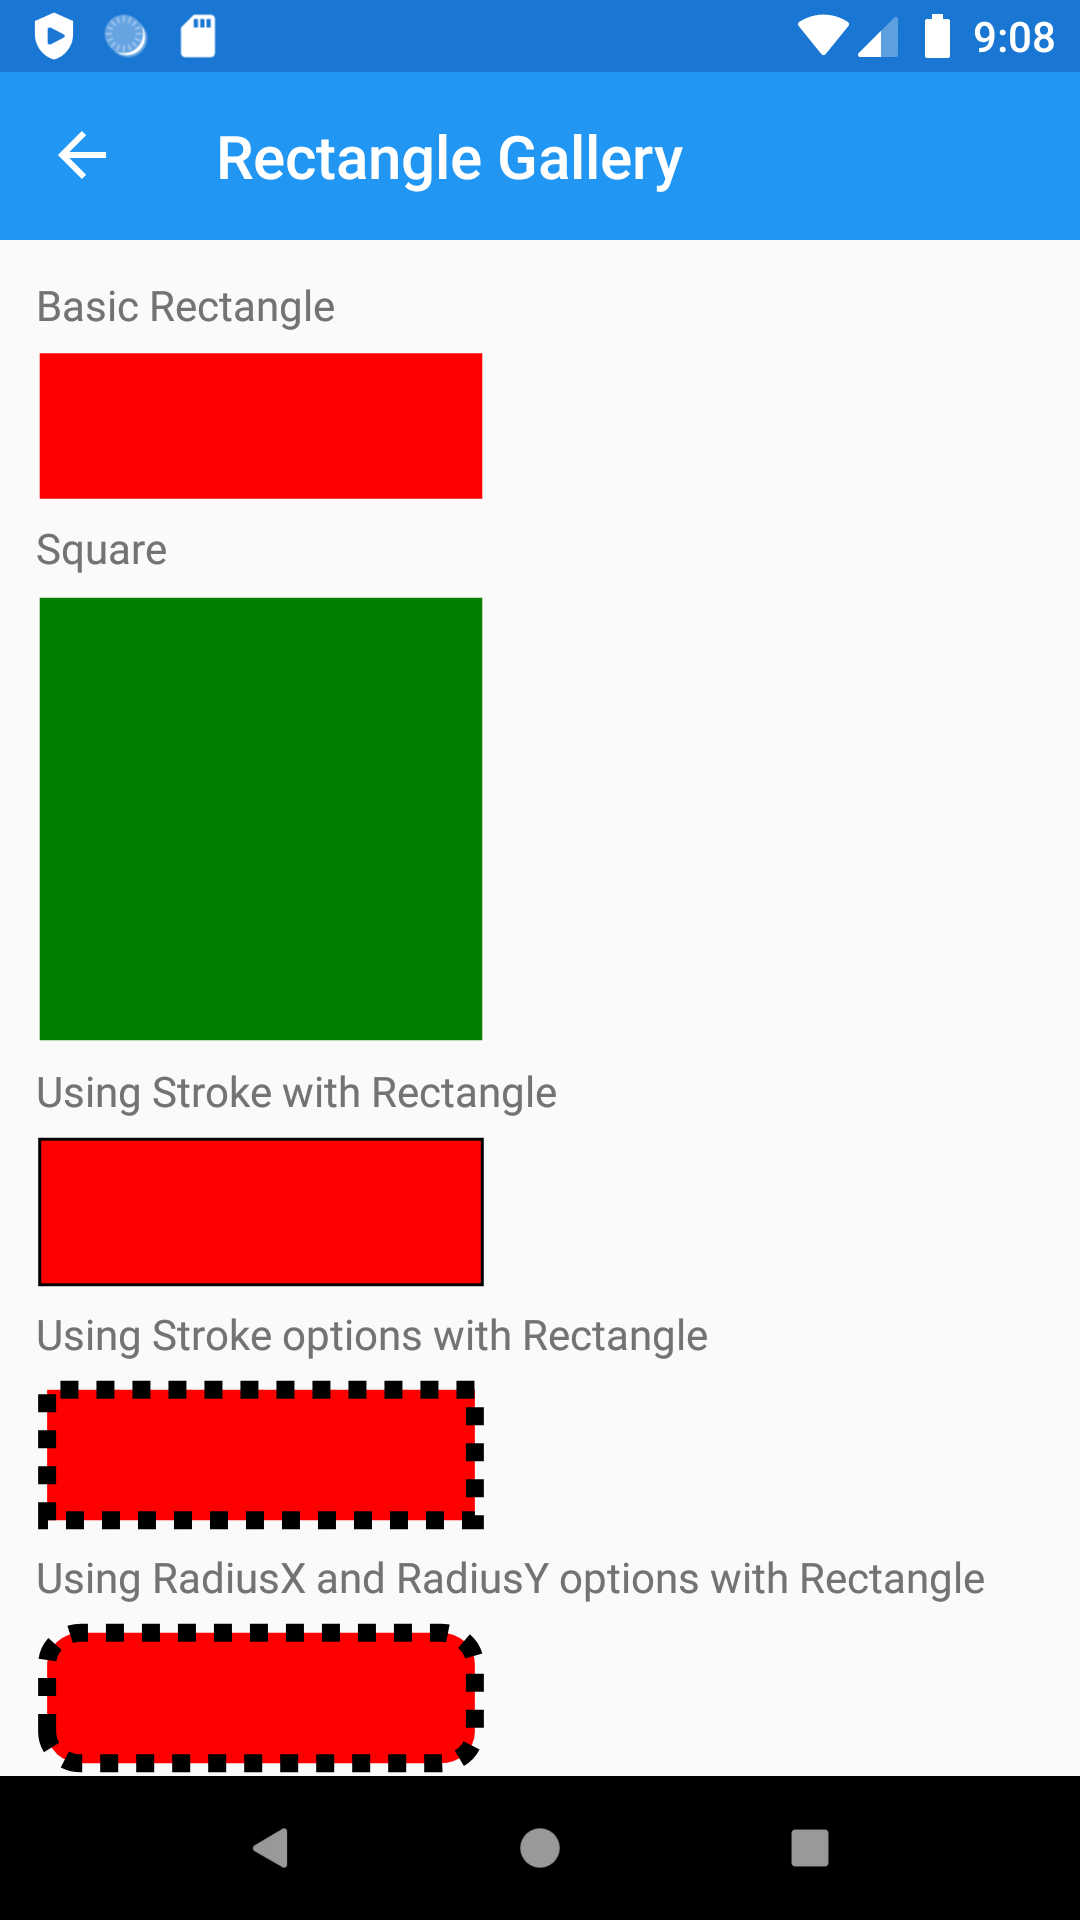 9:08
Rectangle Gallery
Basic Rectangle
Square
Using Stroke with Rectangle
Using Stroke options with Rectangle
Using RadiusX and RadiusY options with Rectangle